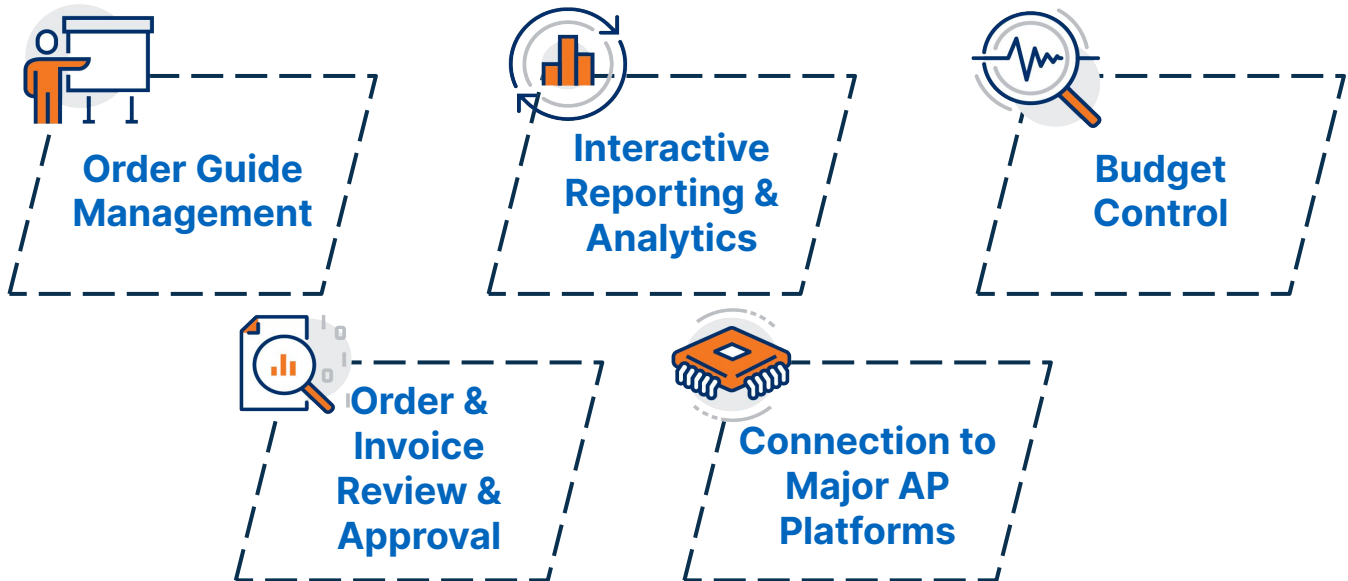 Order Guide
Management
Interactive
Reporting &
Analytics
Budget
Control
Order &
Invoice
Review &
Approval
Connection to
Major AP
Platforms